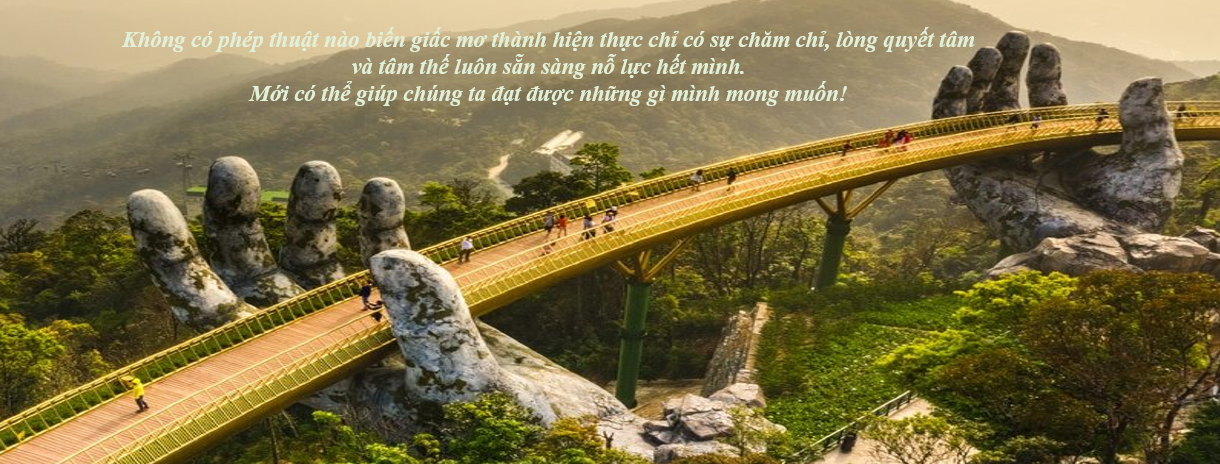 Không có phép thuật nào biến giấc mơ thành hiện thực chỉ có sự chăm chỉ, lòng quyết tâm
và tâm thế luôn sẵn sàng nỗ lực hết mình.
Mới có thể giúp chúng ta đạt được những gì mình mong muốn!